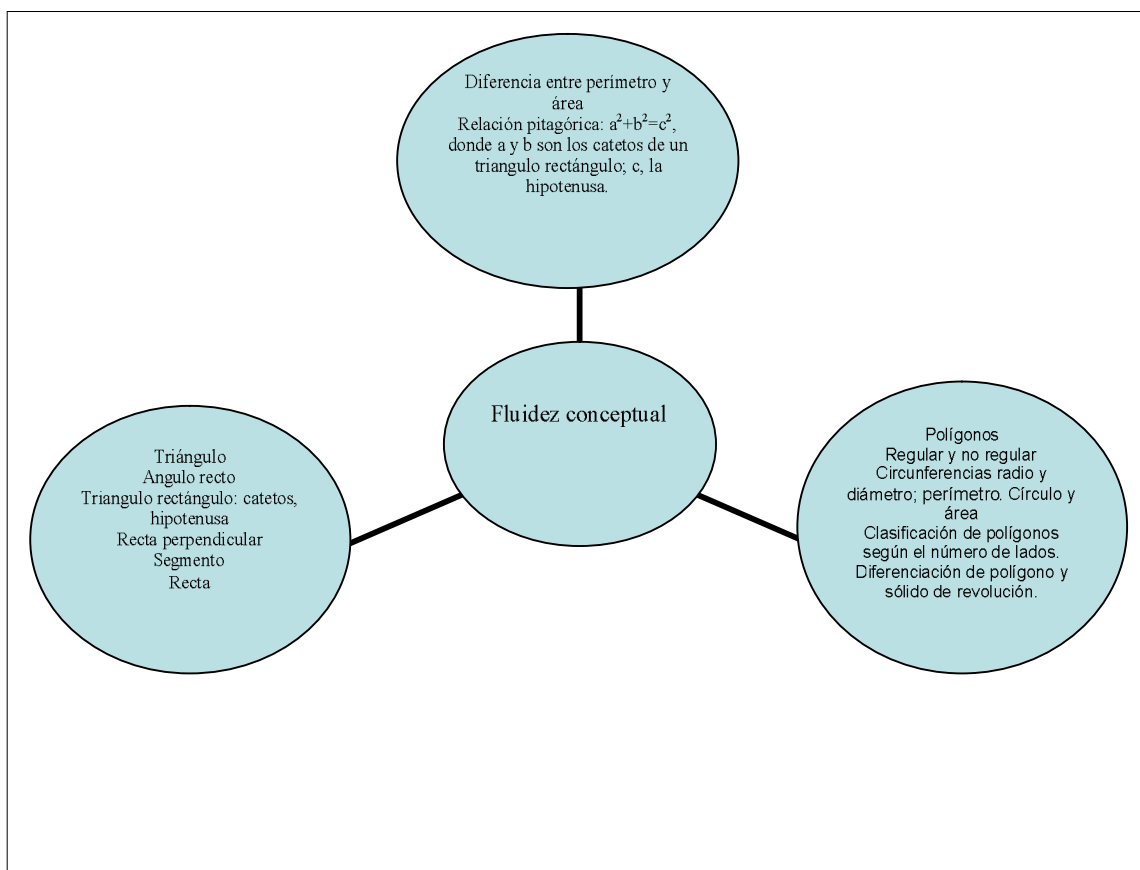 Diferencia entre perímetro y
área
Relación pitagórica: a²+b²=c²,
donde a y b son los catetos de un
triangulo rectángulo; c, la
hipotenusa.
Fluidez conceptual
Triángulo
Angulo recto
Triangulo rectángulo: catetos,
hipotenusa
Recta perpendicular
Segmento
Recta
Polígonos
Regular y no regular
Circunferencias radio y
diámetro; perímetro. Círculo y
área
Clasificación de polígonos
según el número de lados.
Diferenciación de polígono y
sólido de revolución.